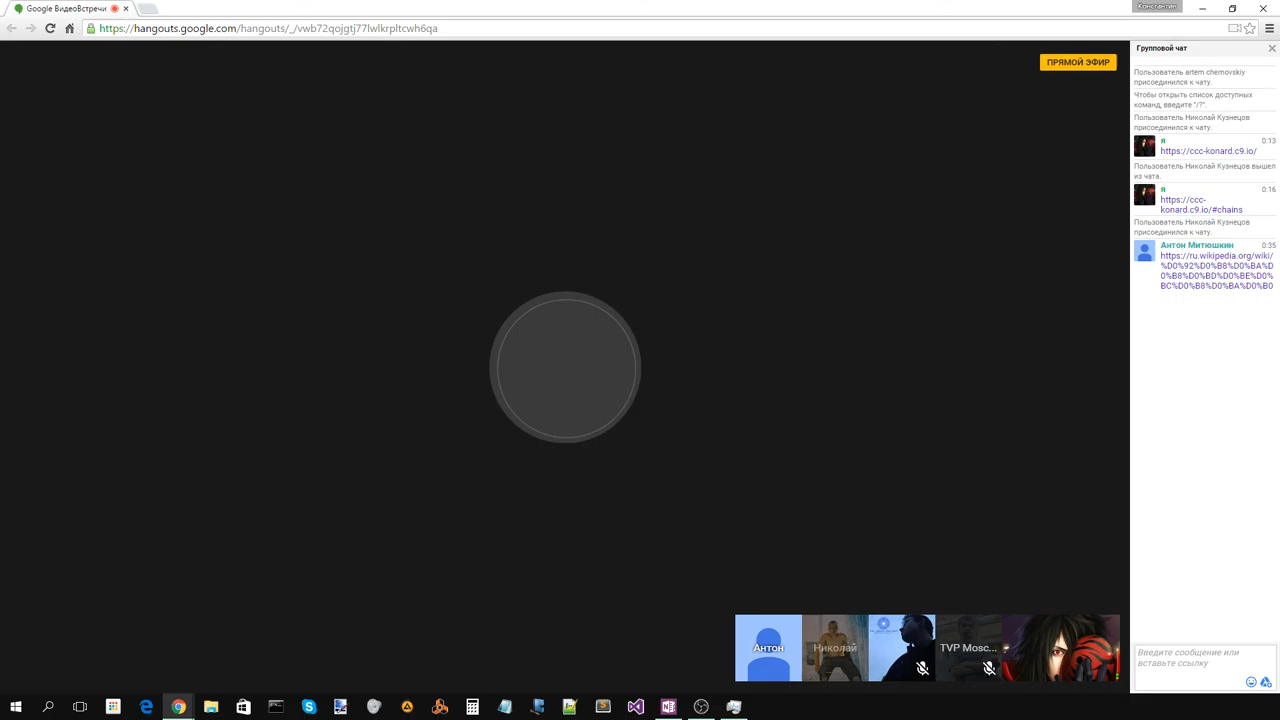 Google ВидеоВстречи
Константин
https://hangouts.google.com/hangouts/_/vwb72qojgtj77lwlkrpltcwh6qa
ПРЯМОЙ ЭФИР
Групповой чат
Пользователь artem chernovskiy
присоединился к чату.
Чтобы открыть список доступных
команд, введите "/?".
Пользователь Николай Кузнецов
присоединился к чату.
я 0:13
https://ccc-konard.c9.io/
Пользователь Николай Кузнецов вышел
из чата.
я 0:16
https://ccc-
konard.c9.io/#chains
Пользователь Николай Кузнецов
присоединился к чату.
Антон Митюшкин 0:35
https://ru.wikipedia.org/wiki/
%D0%92%D0%B8%D0%BA%D
0%B8%D0%BD%D0%BE%D0%
BC%D0%B8%D0%BA%D0%B0
Антон
Николай
TVP Mosc...
Введите сообщение или
вставьте ссылку